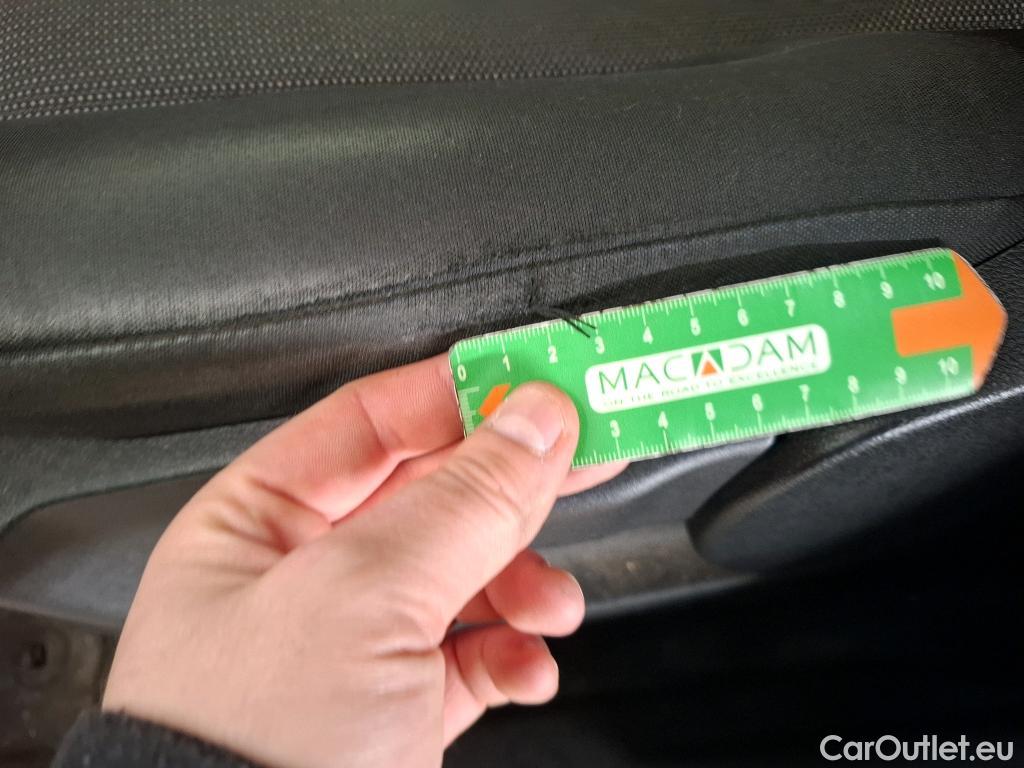 0 1 2 3 4 5 6 7 8 9 10
MACADAM
ON THE ROAD TO EXCELLENCE
3 4 5 6 7 8 9 10
CarOutlet.eu